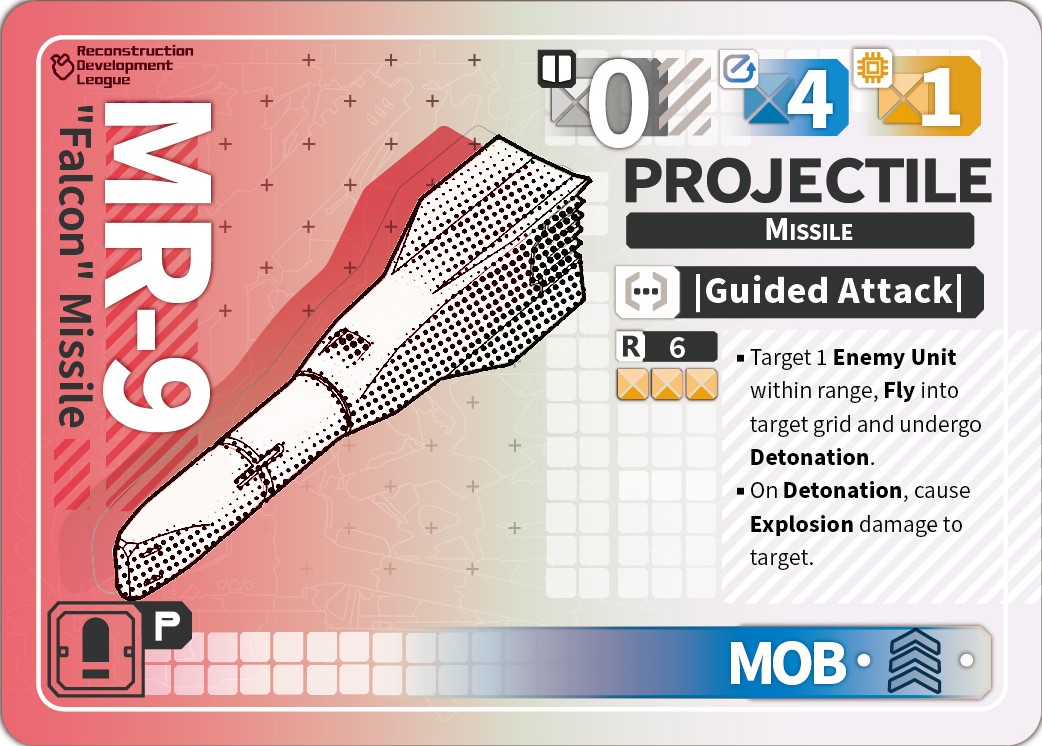 Reconstruction
Development
League
MR-9
"Falcon" Missile
0
4
1
PROJECTILE
MISSILE
|Guided Attack|
R 6
▪ Target 1 Enemy Unit
within range, Fly into
target grid and undergo
Detonation.
▪ On Detonation, cause
Explosion damage to
target.
P
MOB